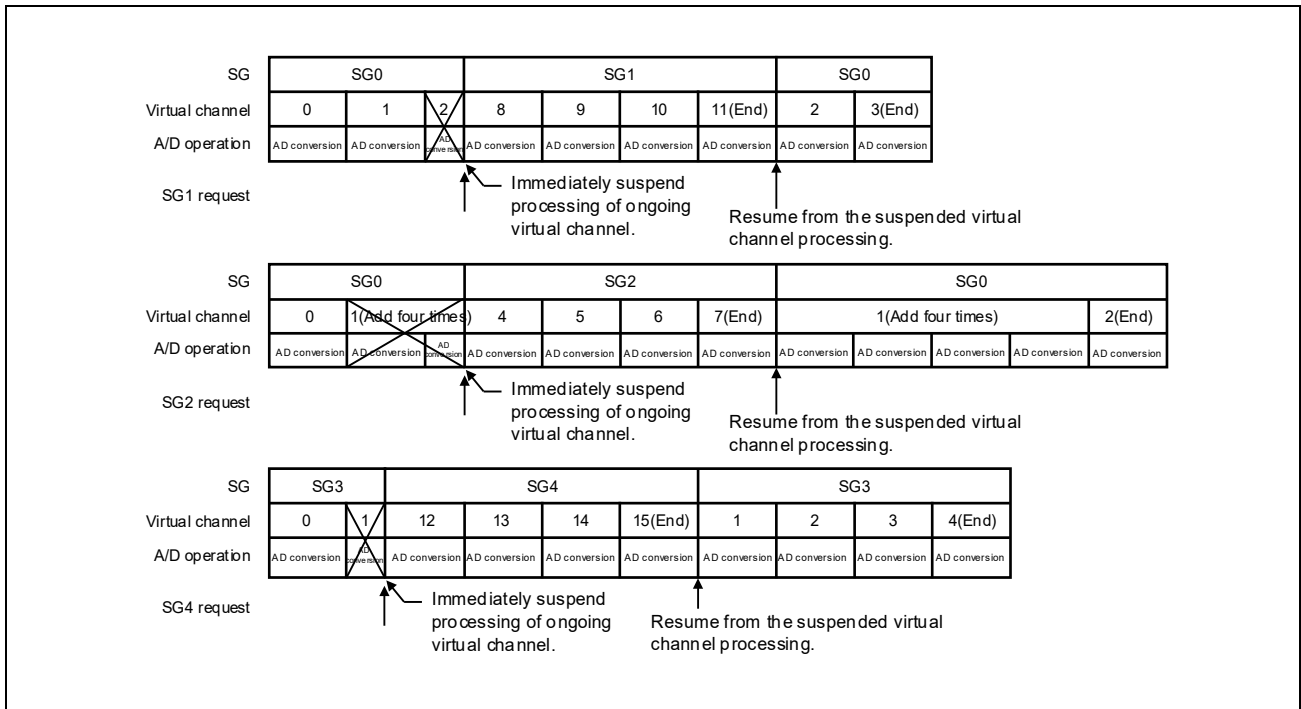 SG SG0 SG1 SG0
Virtual channel 0 1 2 8 9 10 11(End) 2 3(End)
A/D operation AD conversion AD conversion AD conversion AD conversion AD conversion AD conversion AD conversion AD conversion AD conversion
SG1 request
Immediately suspend
processing of ongoing
virtual channel.
Resume from the suspended virtual
channel processing.
SG SG0 SG2 SG0
Virtual channel 0 1(Add four times) 4 5 6 7(End) 1(Add four times) 2(End)
A/D operation AD conversion AD conversion AD conversion AD conversion AD conversion AD conversion AD conversion AD conversion AD conversion AD conversion AD conversion AD conversion
SG2 request
Immediately suspend
processing of ongoing
virtual channel.
Resume from the suspended virtual
channel processing.
SG SG3 SG4 SG3
Virtual channel 0 1 12 13 14 15(End) 1 2 3 4(End)
A/D operation AD conversion AD conversion AD conversion AD conversion AD conversion AD conversion AD conversion AD conversion AD conversion AD conversion
SG4 request
Immediately suspend
processing of ongoing
virtual channel.
Resume from the suspended virtual
channel processing.